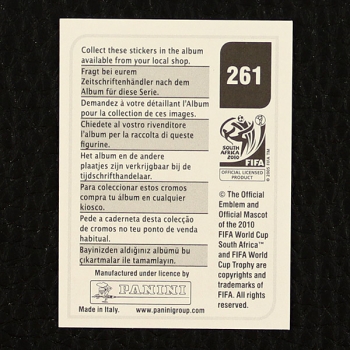 Collect these stickers in the album
available from your local shop.
Fragt bei eurem
Zeitschriftenhändler nach dem
Album für diese Serie.
Demandez à votre détaillant l'Album
pour la collection de ces images.
Chiedete al vostro rivenditore
l'album per la raccolta di queste
figurine.
Het album en de andere
plaatjes zijn verkrijgbaar bij de
tijdschrifthandelaar.
Para coleccionar estos cromos
compra tu álbum en cualquier
kiosco.
Pede a caderneta desta colecção
de cromos no teu ponto de venda
habitual.
Bayinizden aldığınız albümü bu
çıkartmalar ile tamamlayın.
Manufactured under licence by
PANINI
Made in Italy. www.paninigroup.com
261
SOUTH AFRICA
2010
FIFA
OFFICIAL LICENSED
PRODUCT
© 2005 FIFA TM
© The Official
Emblem and
Official Mascot
of the 2010
FIFA World Cup
South Africa™
and FIFA World
Cup Trophy are
copyrights and
trademarks of
FIFA. All rights
reserved.